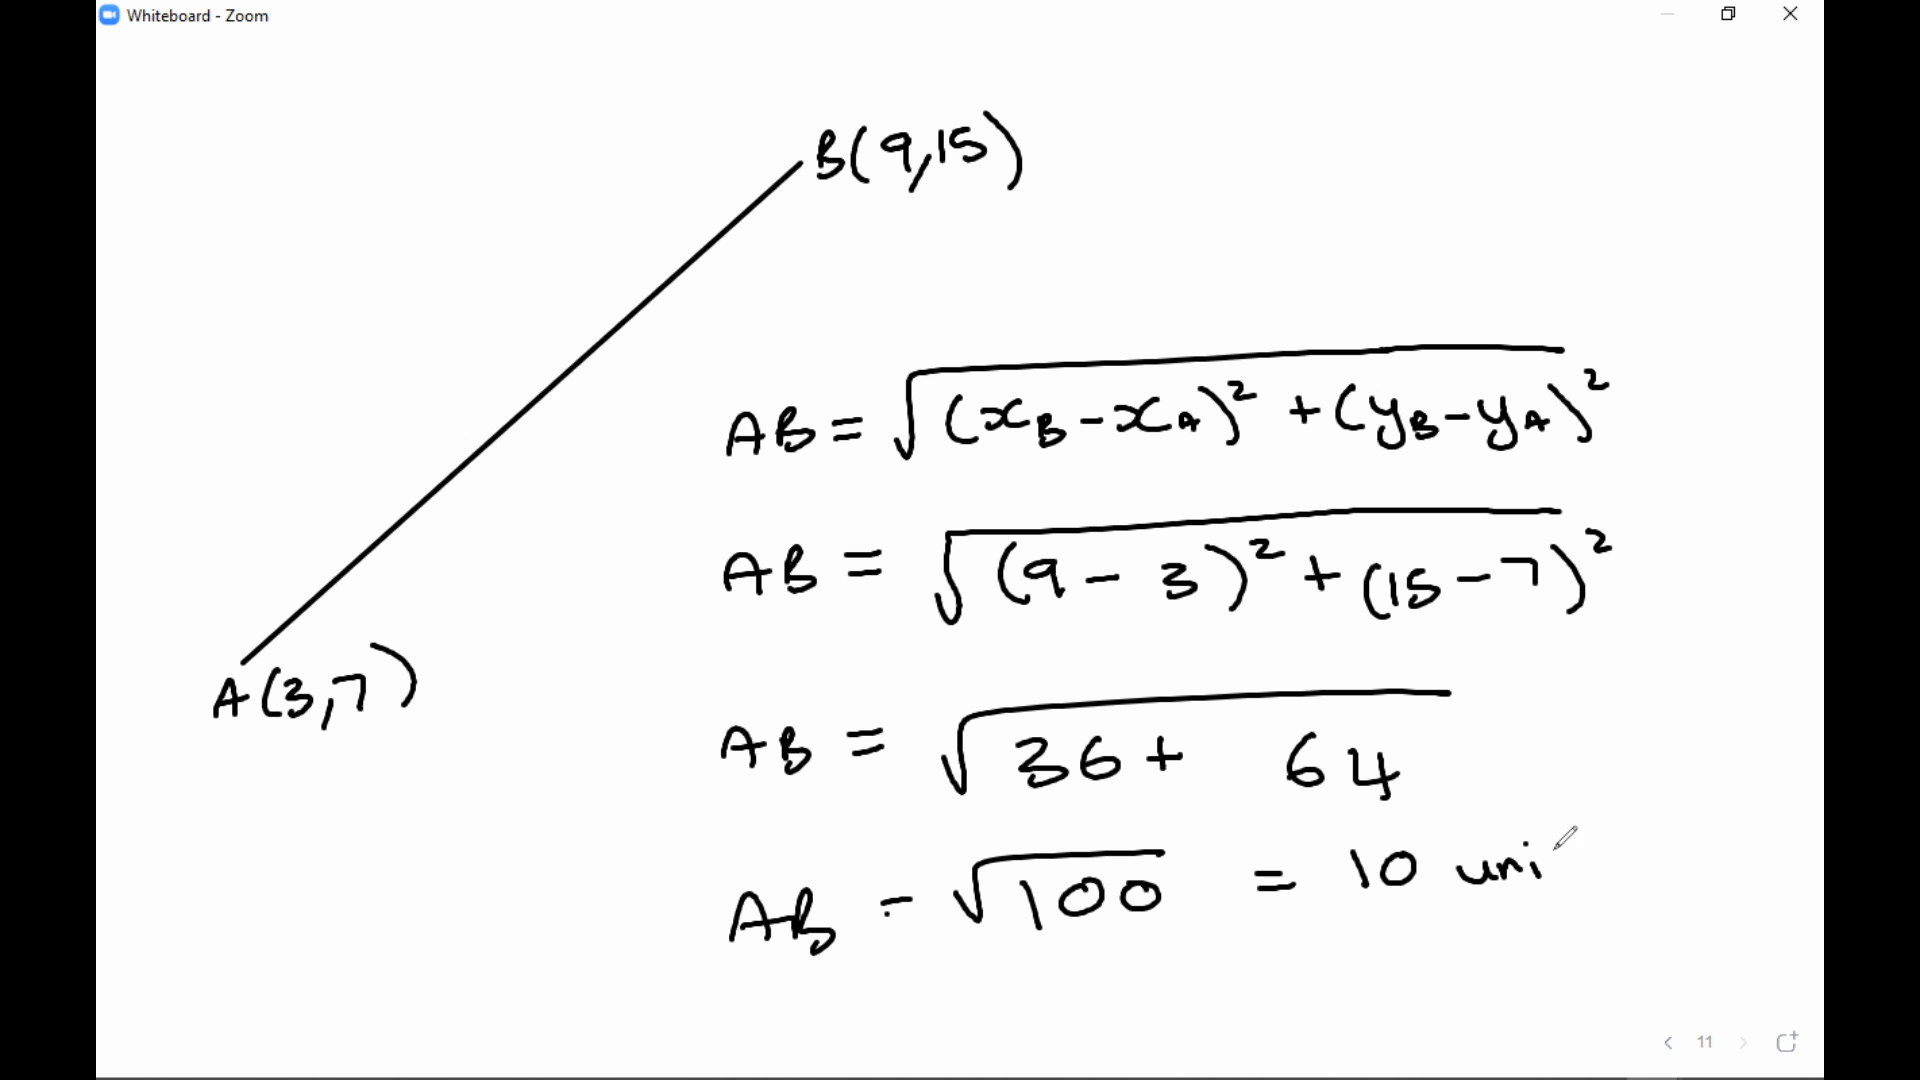 Whiteboard - Zoom
B(9,15)
AB = √(x_B - x_A)² + (y_B - y_A)²
AB = √(9 - 3)² + (15 - 7)²
A(3,7)
AB = √36 + 64
AB = √100 = 10 uni
11